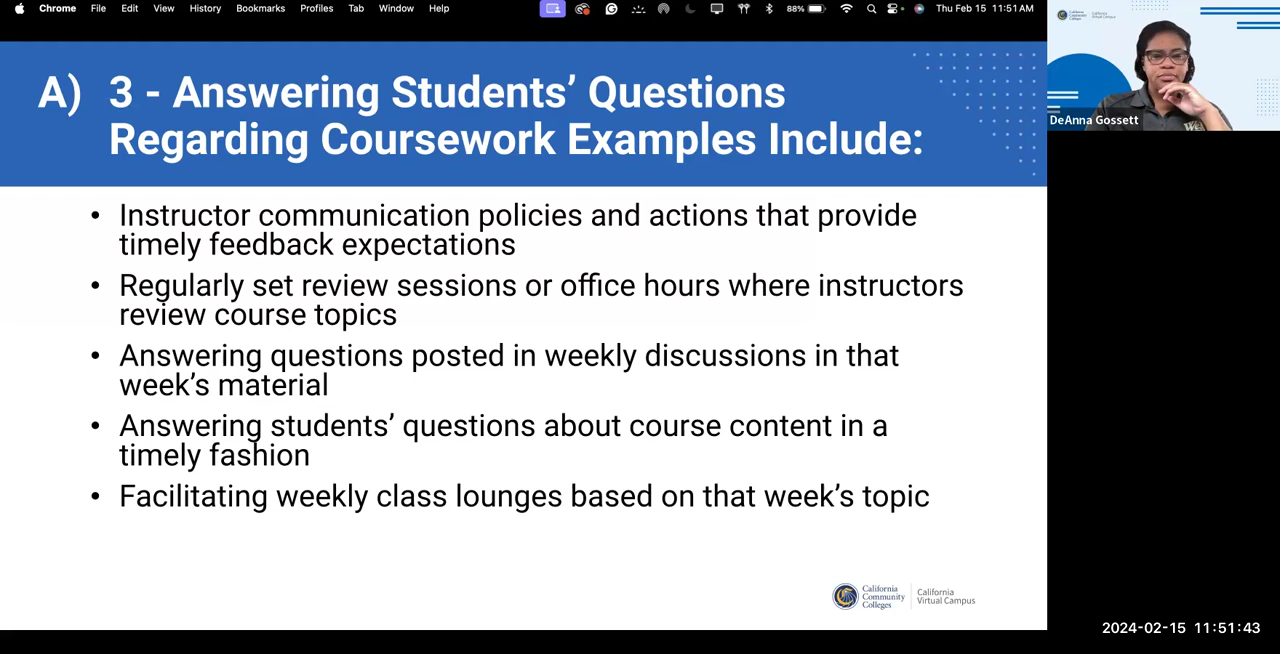 Chrome File Edit View History Bookmarks Profiles Tab Window Help 88% Thu Feb 15 11:51 AM
A) 3 - Answering Students’ Questions
Regarding Coursework Examples Include:
• Instructor communication policies and actions that provide
timely feedback expectations
• Regularly set review sessions or office hours where instructors
review course topics
• Answering questions posted in weekly discussions in that
week’s material
• Answering students’ questions about course content in a
timely fashion
• Facilitating weekly class lounges based on that week’s topic
California
Community
Colleges
California
Virtual Campus
DeAnna Gossett
2024-02-15 11:51:43